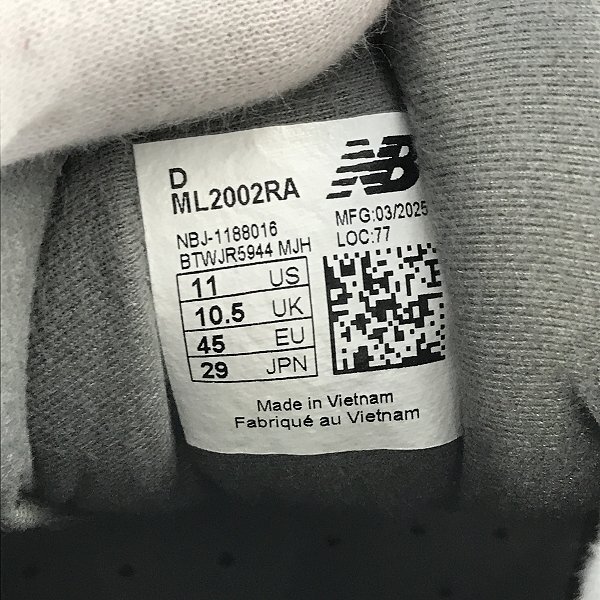 D
ML2002RA
NB
NBJ-1188016
BTWJR5944 MJH
MFG:03/2025
LOC:77
11 US
10.5 UK
45 EU
29 JPN
Made in Vietnam
Fabriqué au Vietnam